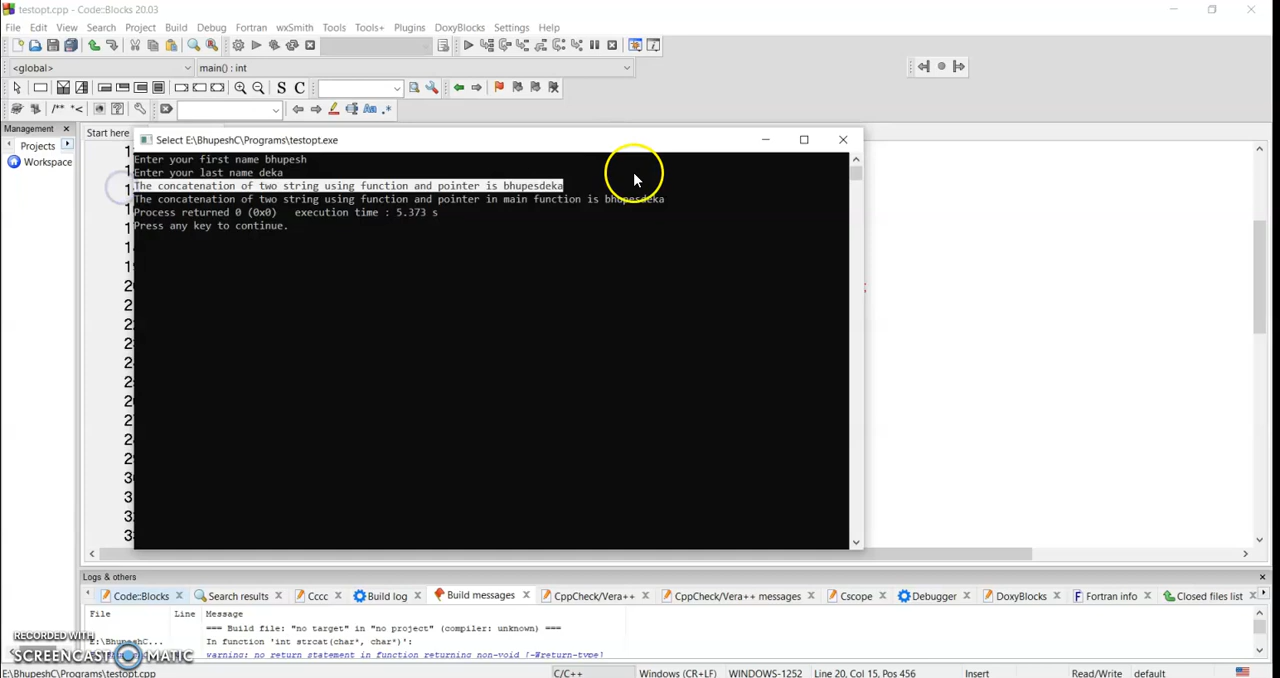 testopt.cpp - Code::Blocks 20.03
File Edit View Search Project Build Debug Fortran wxSmith Tools Tools+ Plugins DoxyBlocks Settings Help
<global> main() : int
S C
/** *< Aa .*
Management × Start here
Projects
Workspace
Select E:\BhupeshC\Programs\testopt.exe
Enter your first name bhupesh
Enter your last name deka
The concatenation of two string using function and pointer is bhupesdeka
The concatenation of two string using function and pointer in main function is bhupesdeka
Process returned 0 (0x0)   execution time : 5.373 s
Press any key to continue.
20
Logs & others
Code::Blocks × Search results × Cccc × Build log × Build messages × CppCheck/Vera++ × CppCheck/Vera++ messages × Cscope × Debugger × DoxyBlocks × Fortran info × Closed files list ×
File Line Message
=== Build file: "no target" in "no project" (compiler: unknown) ===
E:\BhupeshC... In function 'int strcat(char*, char*)':
warning: no return statement in function returning non-void [-Wreturn-type]
RECORDED WITH
SCREENCAST MATIC
E:\BhupeshC\Programs\testopt.cpp C/C++ Windows (CR+LF) WINDOWS-1252 Line 20, Col 15, Pos 456 Insert Read/Write default